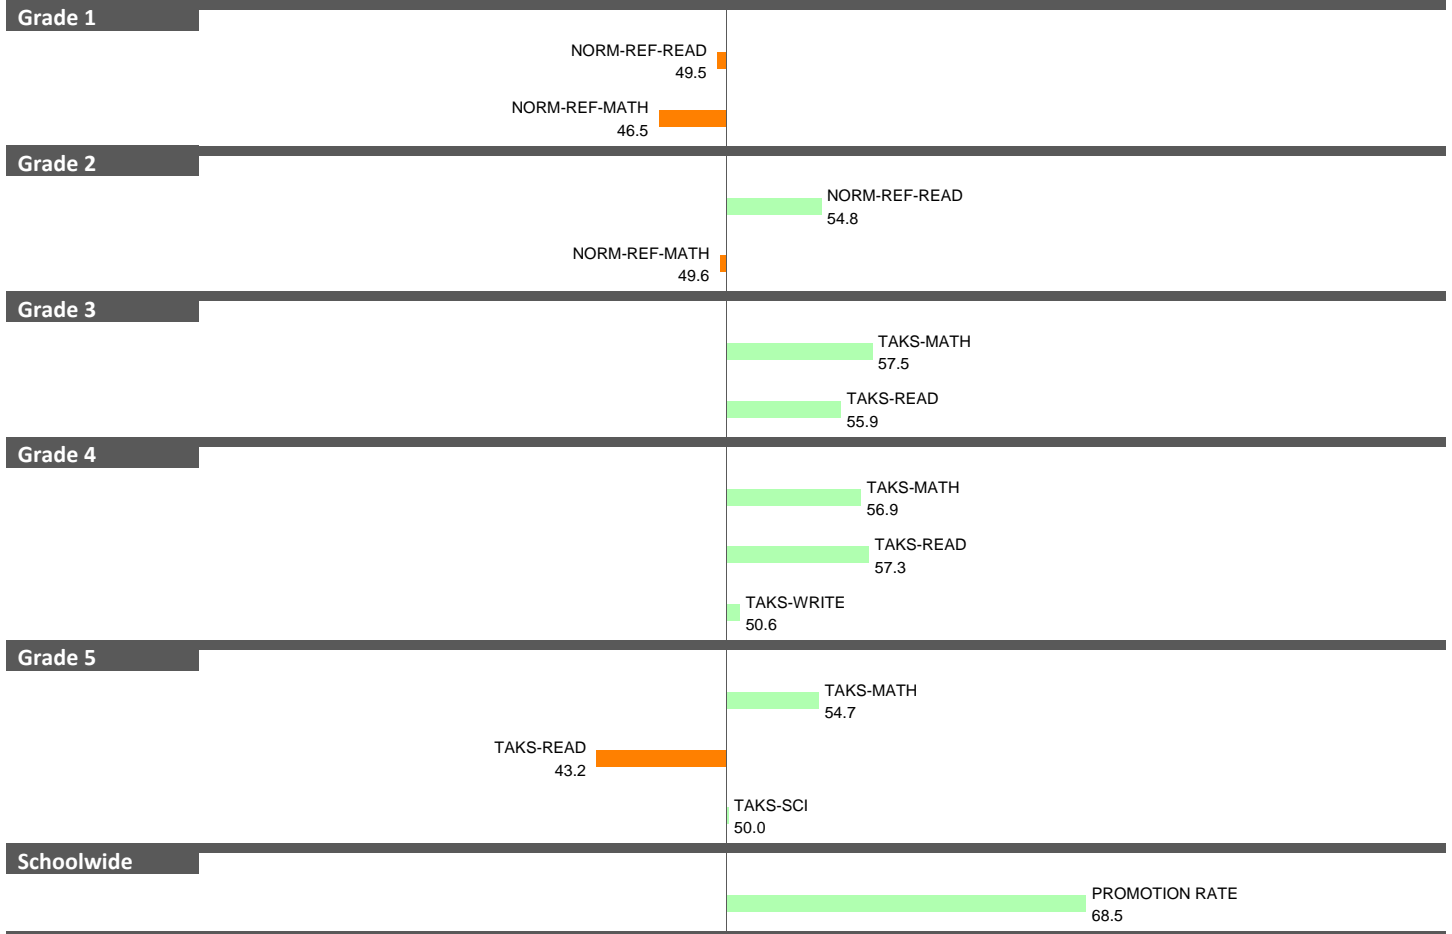 Grade 1
NORM-REF-READ
49.5
NORM-REF-MATH
46.5
Grade 2
NORM-REF-READ
54.8
NORM-REF-MATH
49.6
Grade 3
TAKS-MATH
57.5
TAKS-READ
55.9
Grade 4
TAKS-MATH
56.9
TAKS-READ
57.3
TAKS-WRITE
50.6
Grade 5
TAKS-MATH
54.7
TAKS-READ
43.2
TAKS-SCI
50.0
Schoolwide
PROMOTION RATE
68.5